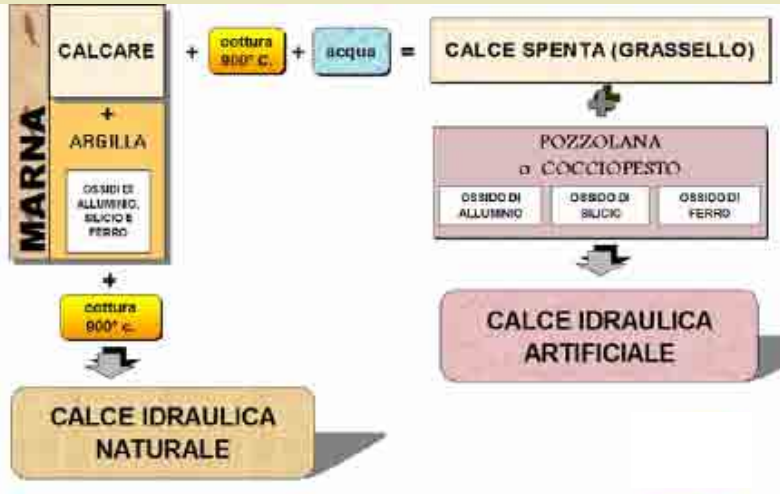 MARNA
CALCARE
+
cottura
900° C.
+
acqua
=
CALCE SPENTA (GRASSELLO)
+
ARGILLA
OSSIDI DI
ALLUMINIO,
SILICIO E
FERRO
+
cottura
900° c.
CALCE IDRAULICA
NATURALE
+
POZZOLANA
o COCCIOPESTO
OSSIDO DI
ALLUMINIO
OSSIDO DI
SILICIO
OSSIDO DI
FERRO
CALCE IDRAULICA
ARTIFICIALE